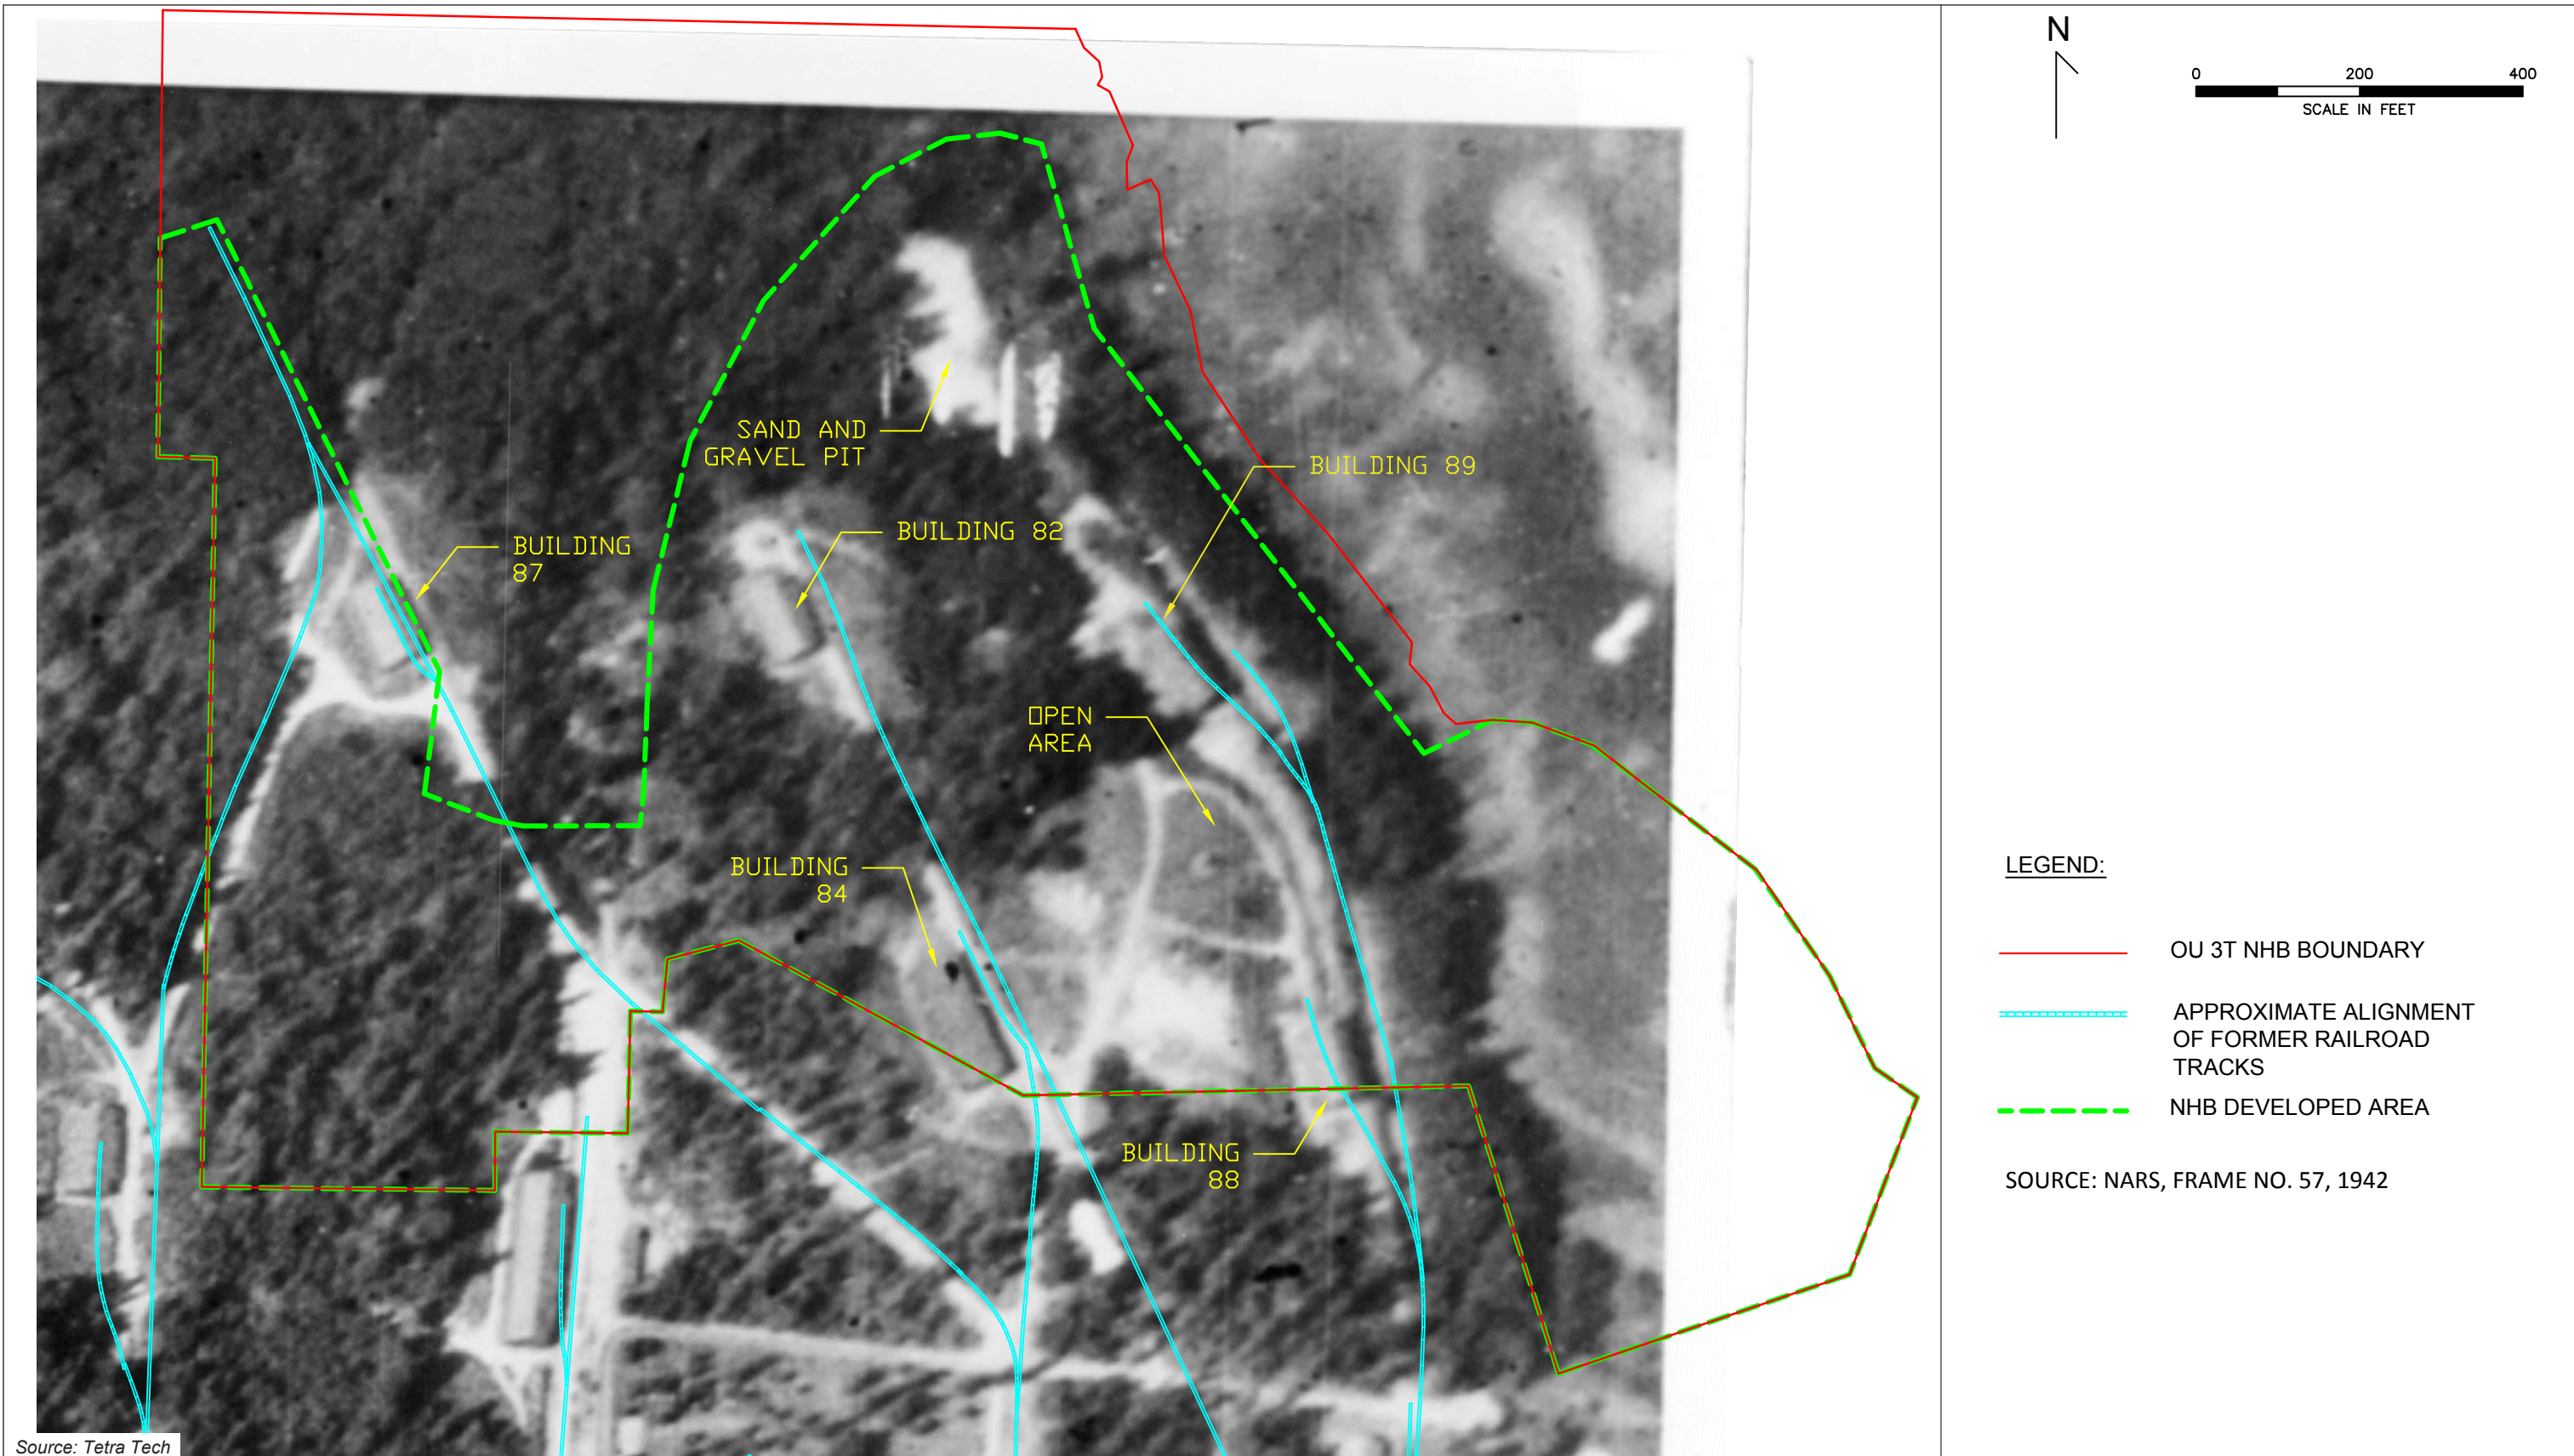 N
0 200 400
SCALE IN FEET
SAND AND
GRAVEL PIT
BUILDING 89
BUILDING 82
BUILDING
87
OPEN
AREA
BUILDING
84
BUILDING
88
LEGEND:
OU 3T NHB BOUNDARY
APPROXIMATE ALIGNMENT
OF FORMER RAILROAD
TRACKS
NHB DEVELOPED AREA
SOURCE: NARS, FRAME NO. 57, 1942
Source: Tetra Tech